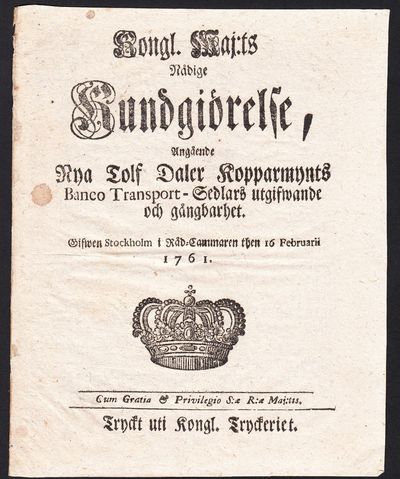 Kongl. Maj:ts
Nådige
Kundgiörelse,
Angående
Nya Tolf Daler Kopparmynts
Banco Transport-Sedlars utgifwande
och gångbarhet.
Gifwen Stockholm i Råd-Cammaren then 16 Februarii
1761.
Cum Gratia & Privilegio S:æ R:æ Maj:tis.
Tryckt uti Kongl. Tryckeriet.